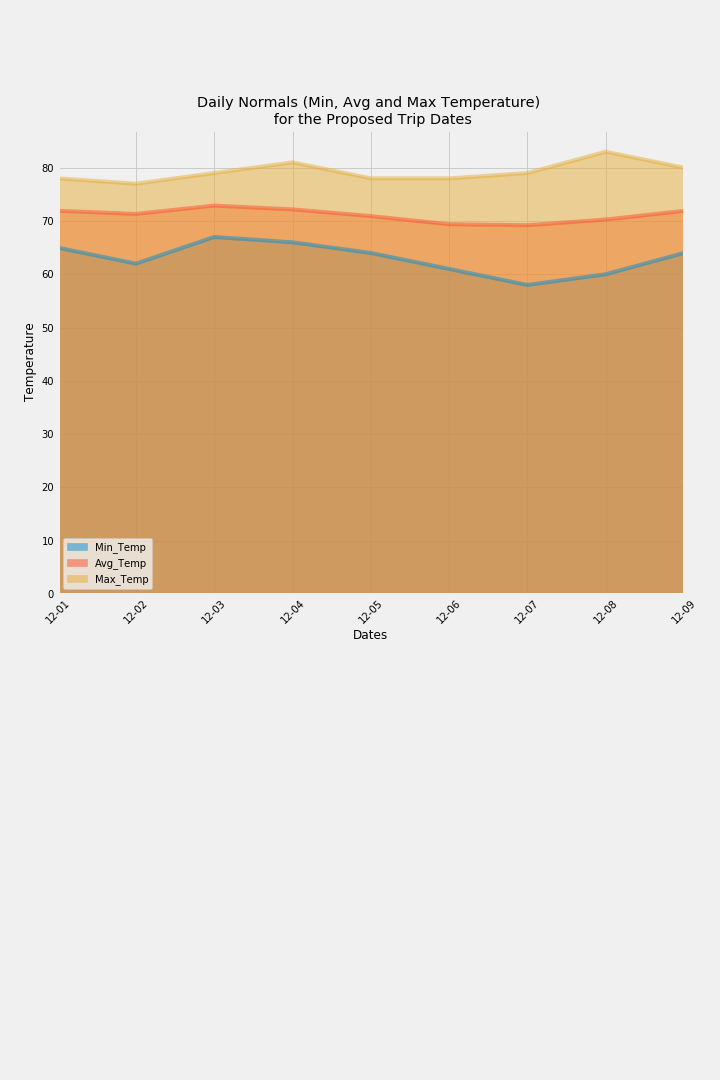 Daily Normals (Min, Avg and Max Temperature)
for the Proposed Trip Dates
80
70
60
50
40
30
20
10
0
Temperature
Min_Temp
Avg_Temp
Max_Temp
12-01
12-02
12-03
12-04
12-05
12-06
12-07
12-08
12-09
Dates